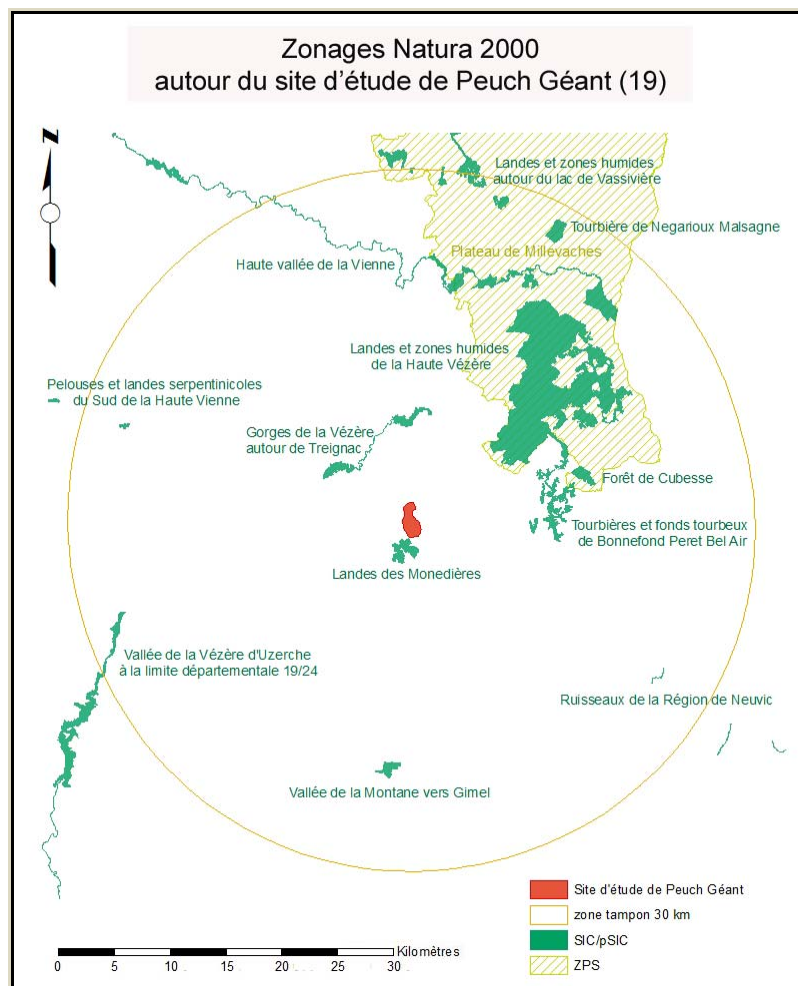 Zonages Natura 2000
autour du site d'étude de Peuch Géant (19)
z
Landes et zones humides
autour du lac de Vassivière
Tourbière de Negarioux Malsagne
Plateau de Millevaches
Haute vallée de la Vienne
Landes et zones humides
de la Haute Vézère
Pelouses et landes serpentinicoles
du Sud de la Haute Vienne
Gorges de la Vézère
autour de Treignac
Forêt de Cubesse
Tourbières et fonds tourbeux
de Bonnefond Peret Bel Air
Landes des Monedières
Vallée de la Vézère d'Uzerche
à la limite départementale 19/24
Ruisseaux de la Région de Neuvic
Vallée de la Montane vers Gimel
Site d'étude de Peuch Géant
zone tampon 30 km
SIC/pSIC
ZPS
Kilomètres
0 5 10 15 20 25 30